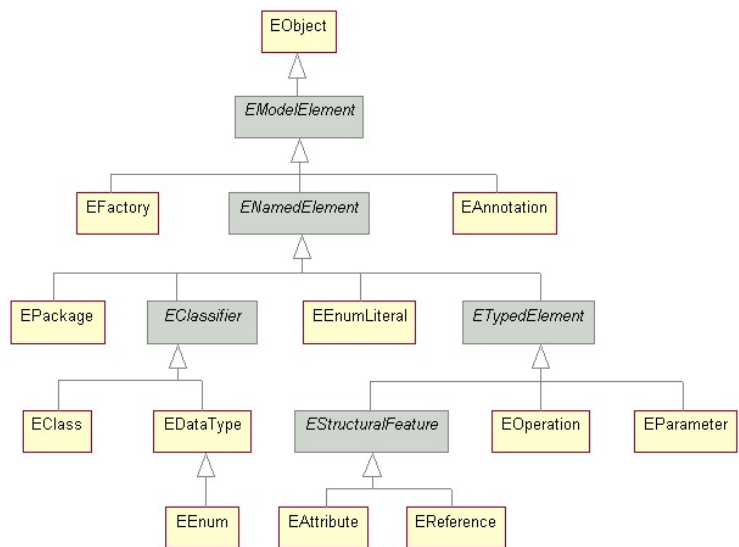 EObject
EModelElement
EFactory
ENamedElement
EAnnotation
EPackage
EClassifier
EEnumLiteral
ETypedElement
EClass
EDataType
EStructuralFeature
EOperation
EParameter
EEnum
EAttribute
EReference